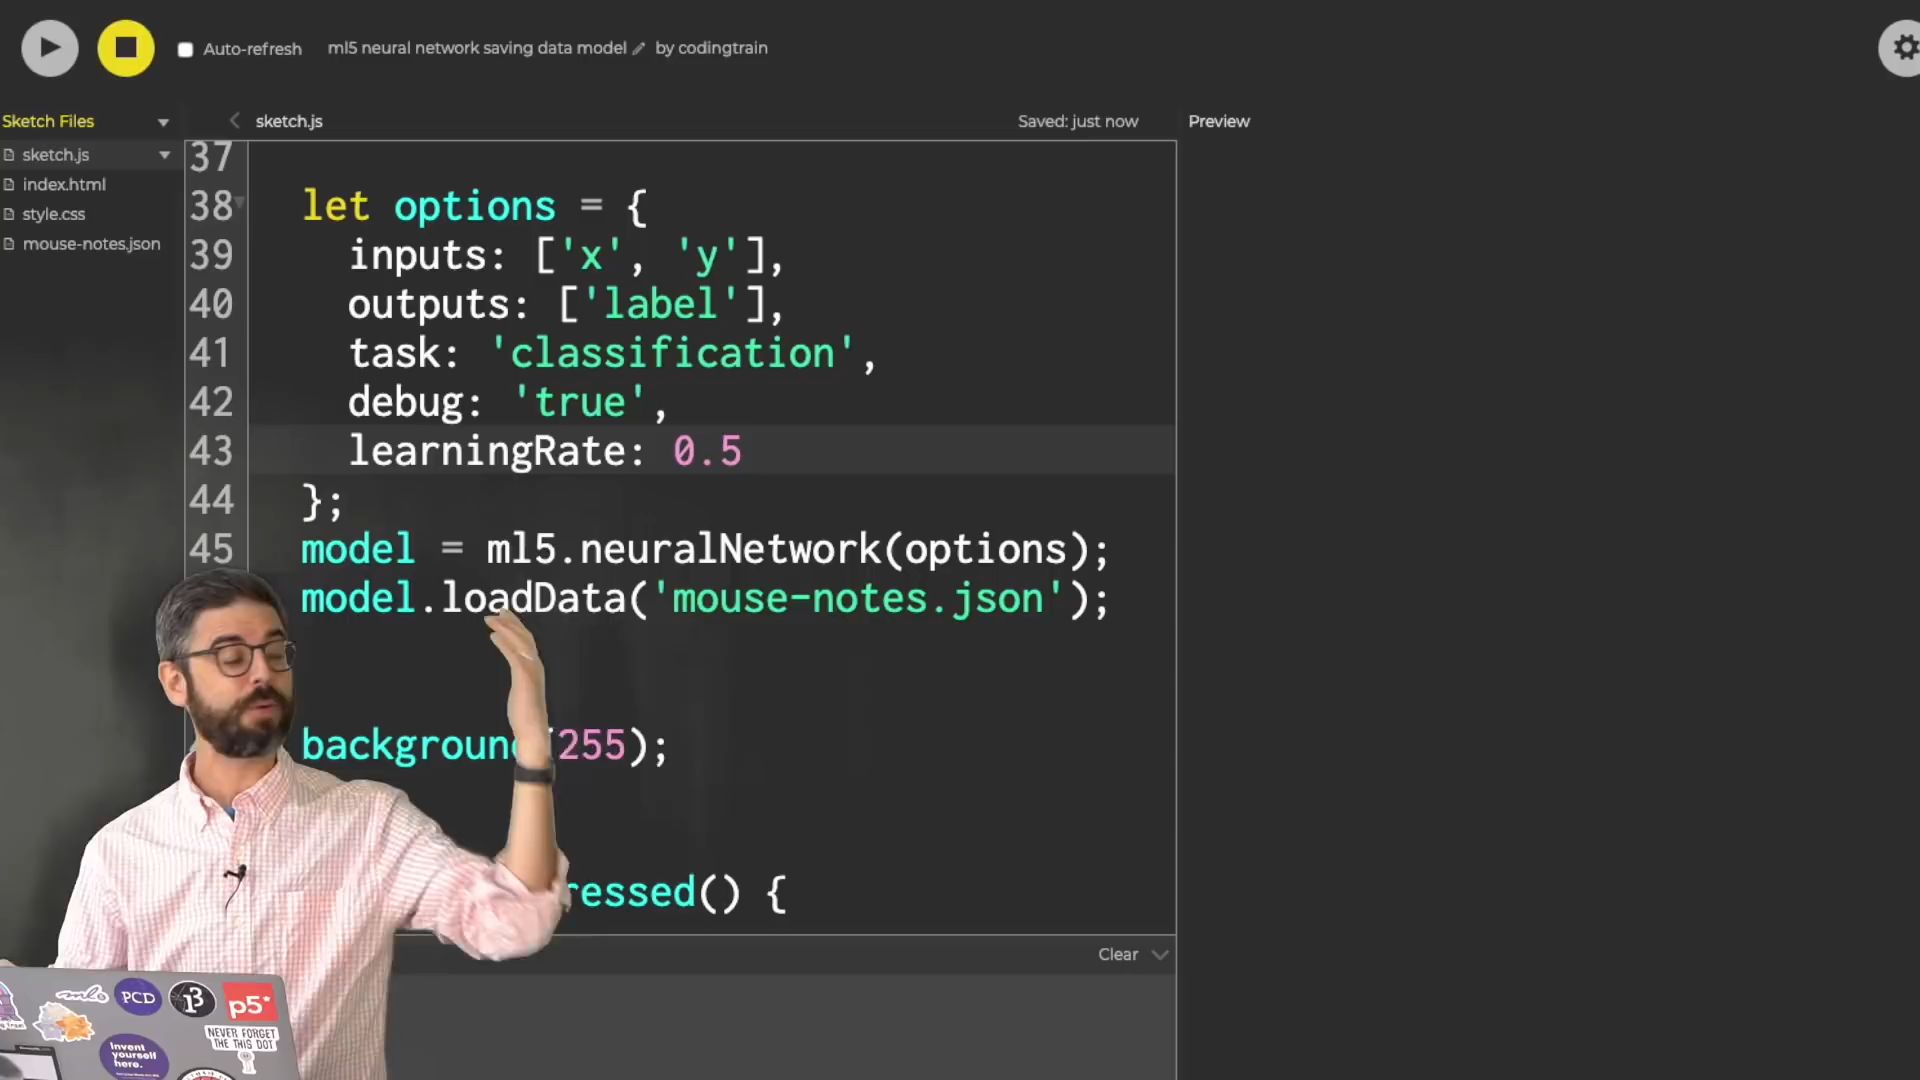 Auto-refresh ml5 neural network saving data model by codingtrain
Sketch Files
sketch.js
Saved: just now
Preview
sketch.js
index.html
style.css
mouse-notes.json
37
38 let options = {
39 inputs: ['x', 'y'],
40 outputs: ['label'],
41 task: 'classification',
42 debug: 'true',
43 learningRate: 0.5
44 };
45 model = ml5.neuralNetwork(options);
model.loadData('mouse-notes.json');
background(255);
ressed() {
Clear
PCD
p5*
NEVER FORGET
THE THIS DOT
Invent
yourself
here.